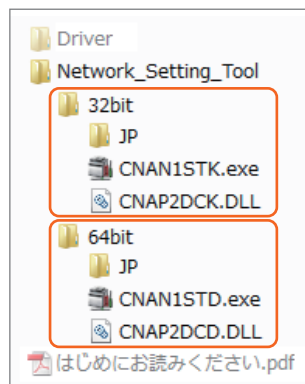 Driver
Network_Setting_Tool
32bit
JP
CNAN1STK.exe
CNAP2DCK.DLL
64bit
JP
CNAN1STD.exe
CNAP2DCD.DLL
はじめにお読みください.pdf